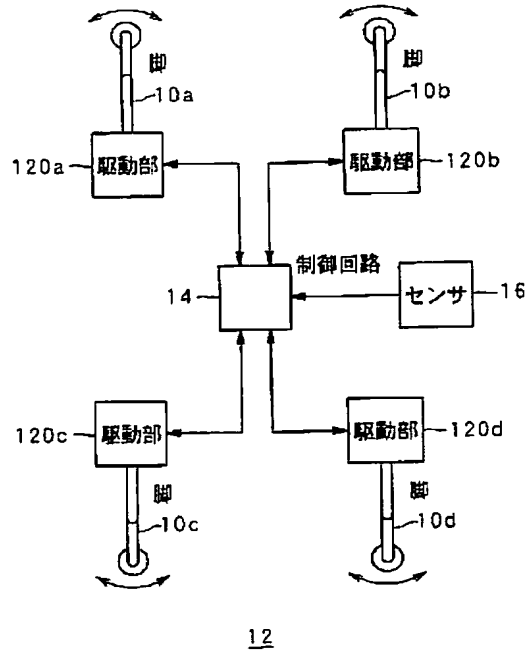 脚
脚
10a
10b
120a
駆動部
駆動部
120b
制御回路
14
センサ
16
120c
駆動部
駆動部
120d
脚
脚
10c
10d
12